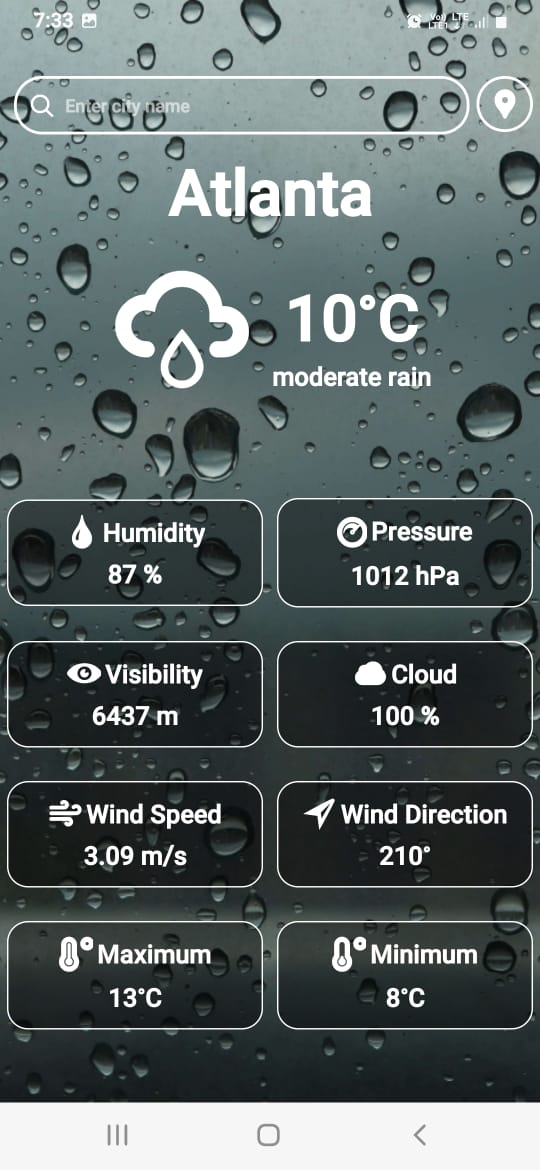 7:33
Vo)) LTE
LTE1
Enter city name
Atlanta
10°C
moderate rain
Humidity
87 %
Pressure
1012 hPa
Visibility
6437 m
Cloud
100 %
Wind Speed
3.09 m/s
Wind Direction
210°
Maximum
13°C
Minimum
8°C